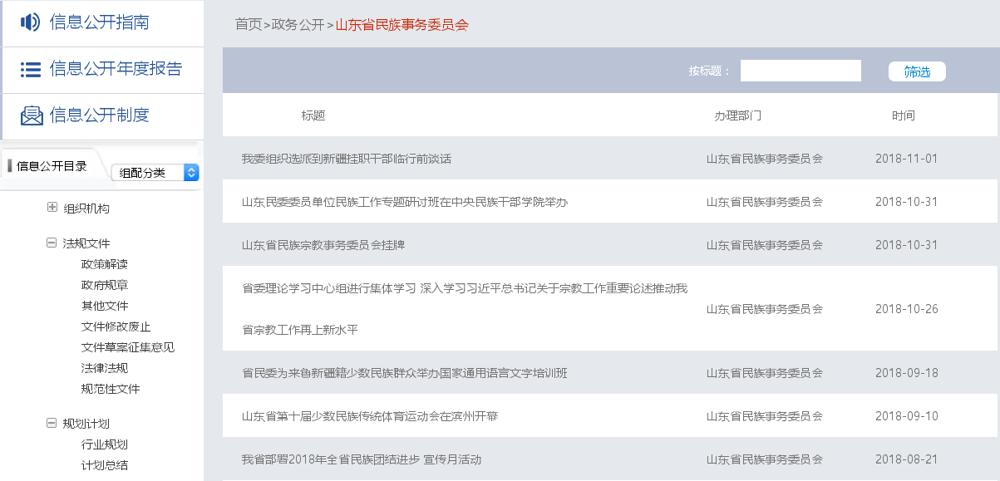 信息公开指南
信息公开年度报告
信息公开制度
信息公开目录
组配分类
组织机构
法规文件
政策解读
政府规章
其他文件
文件修改废止
文件草案征集意见
法律法规
规范性文件
规划计划
行业规划
计划总结
首页>政务公开>山东省民族事务委员会
按标题： 筛选
标题 办理部门 时间
我委组织选派到新疆挂职干部临行前谈话 山东省民族事务委员会 2018-11-01
山东民委委员单位民族工作专题研讨班在中央民族干部学院举办 山东省民族事务委员会 2018-10-31
山东省民族宗教事务委员会挂牌 山东省民族事务委员会 2018-10-31
省委理论学习中心组进行集体学习 深入学习习近平总书记关于宗教工作重要论述推动我
省宗教工作再上新水平 山东省民族事务委员会 2018-10-26
省民委为来鲁新疆籍少数民族群众举办国家通用语言文字培训班 山东省民族事务委员会 2018-09-18
山东省第十届少数民族传统体育运动会在滨州开幕 山东省民族事务委员会 2018-09-10
我省部署2018年全省民族团结进步 宣传月活动 山东省民族事务委员会 2018-08-21